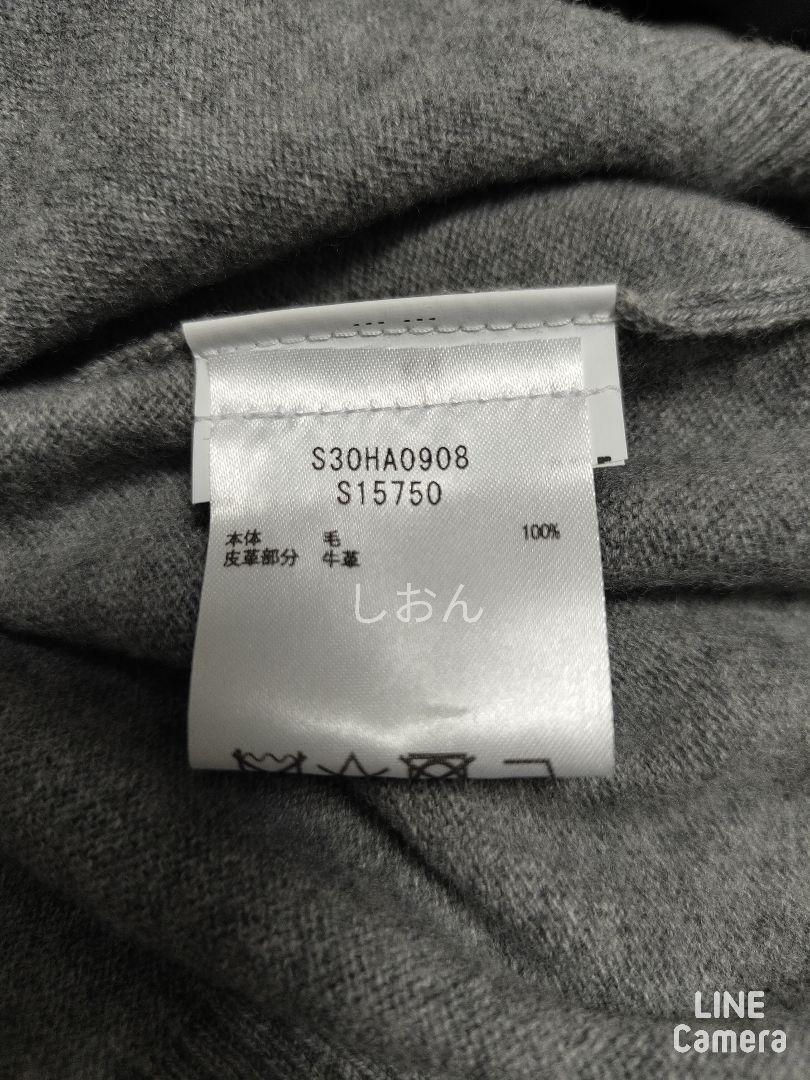 S30HA0908
S15750
本体 毛 100%
皮革部分 牛革
しおん
LINE
Camera